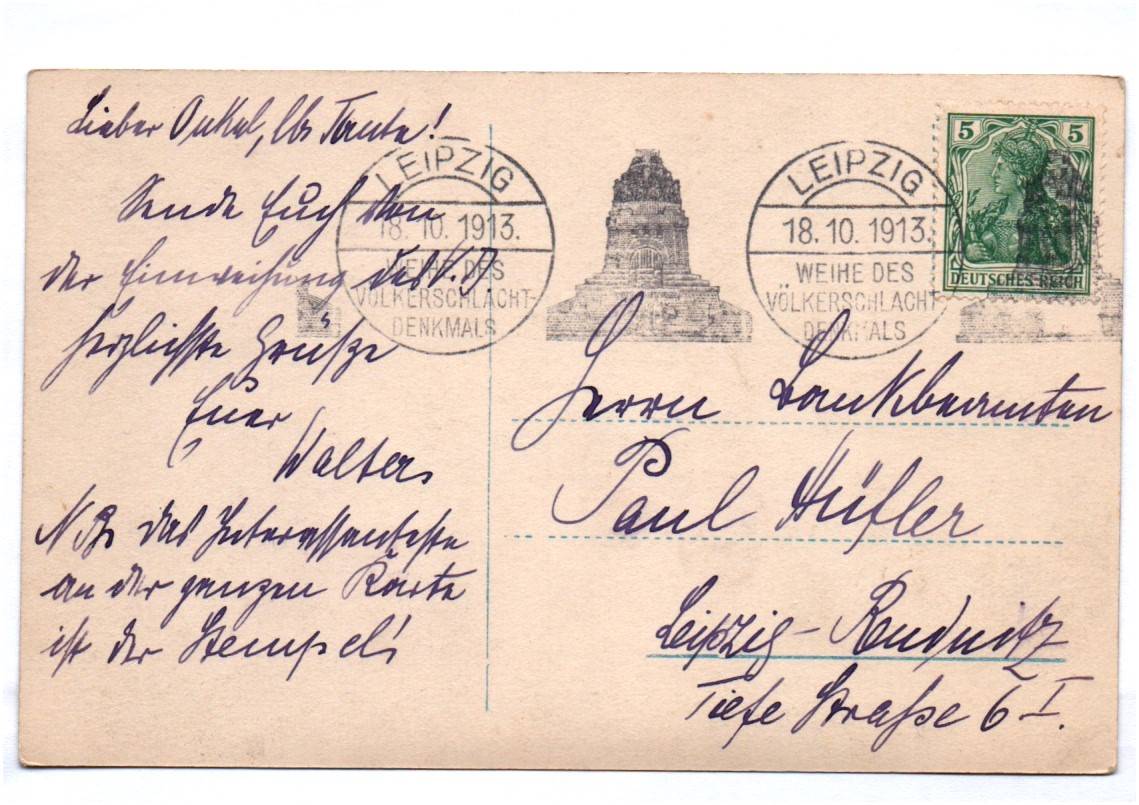 Lieber Onkel, lb. Tante!
Sende Euch von
der Einweihung des V. D
herzlichste Grüße
Euer
Walter.
N. B. das Interessanteste
an der ganzen Karte
ist der Stempel!
LEIPZIG
18.10.1913.
WEIHE DES
VÖLKERSCHLACHT-
DENKMALS
LEIPZIG
18.10.1913.
WEIHE DES
VÖLKERSCHLACHT
DENKMALS
5 5
DEUTSCHES REICH
Herrn Bankbeamten
Paul Hüfler
Leipzig-Reudnitz
Tiefe Straße 6 I.